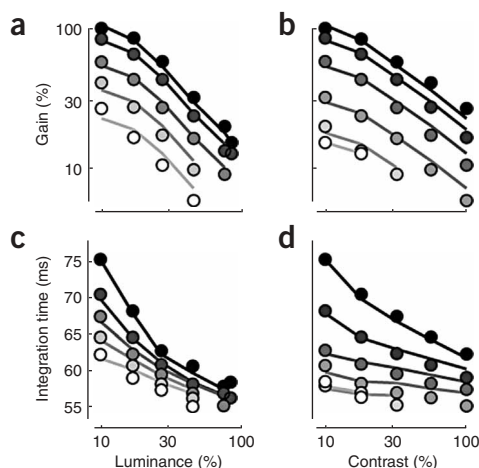 a
b
100
30
10
Gain (%)
c
d
75
70
65
60
55
Integration time (ms)
10 30 100
10 30 100
Luminance (%)
Contrast (%)